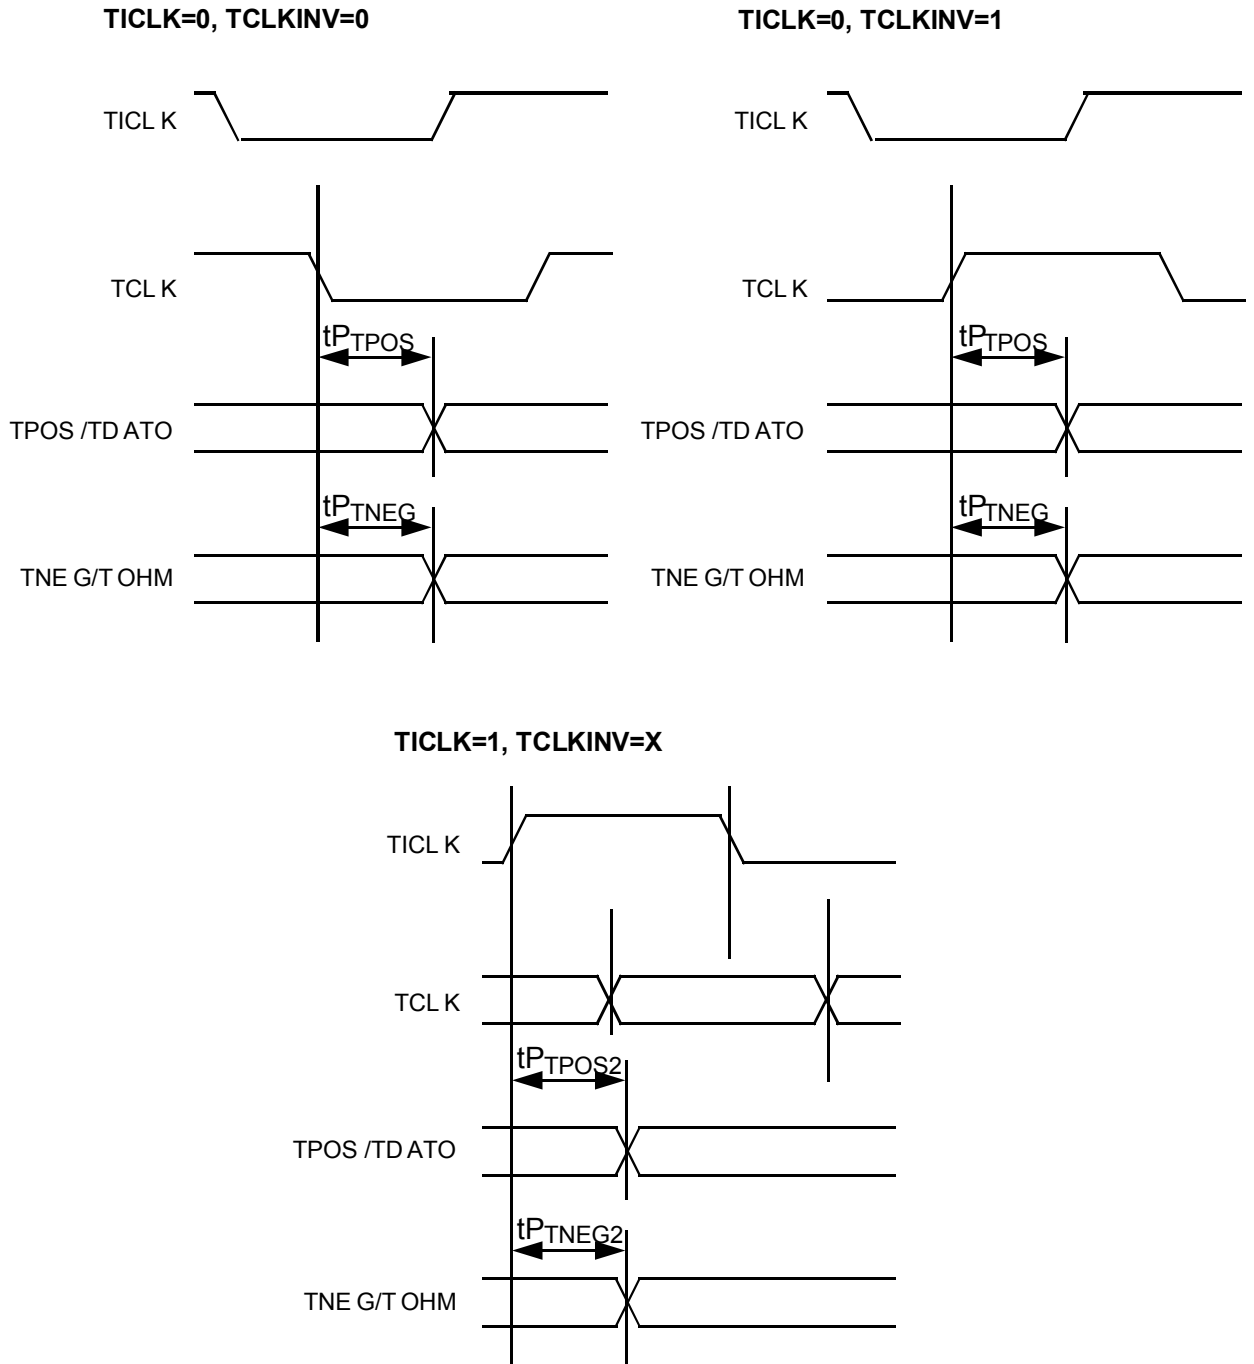 TICLK=0, TCLKINV=0
TICL K
TCL K
tPTPOS
TPOS /TD ATO
tPTNEG
TNE G/T OHM
TICLK=0, TCLKINV=1
TICL K
TCL K
tPTPOS
TPOS /TD ATO
tPTNEG
TNE G/T OHM
TICLK=1, TCLKINV=X
TICL K
TCL K
tPTPOS2
TPOS /TD ATO
tPTNEG2
TNE G/T OHM